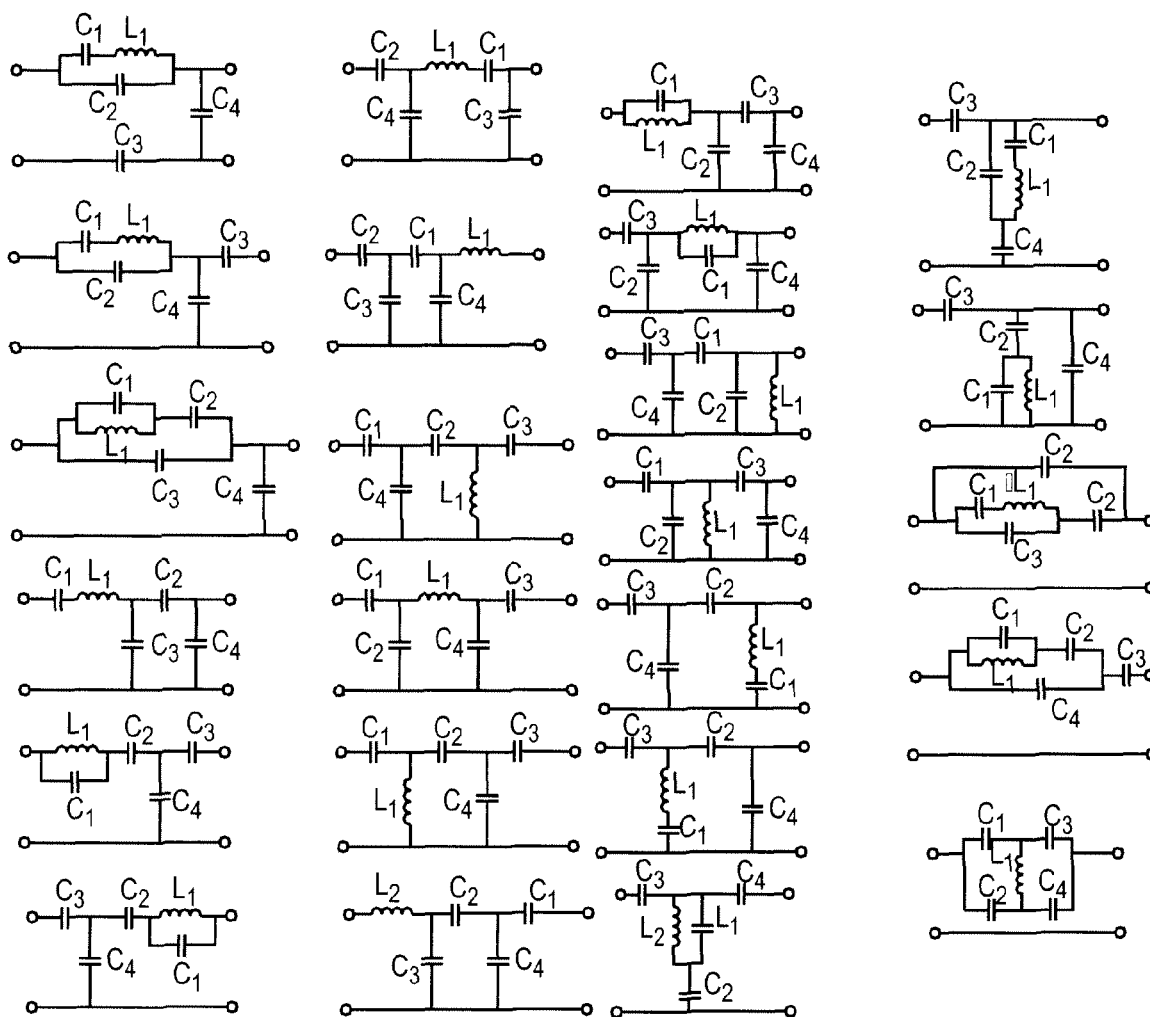 C1 L1
C2 C4
C3
C1 L1 C3
C2 C4
C1 C2
L1
C3 C4
C1 L1 C2
C3 C4
L1 C2 C3
C1 C4
C3 C2 L1
C4 C1
C2 L1 C1
C4 C3
C2 C1 L1
C3 C4
C1 C2 C3
C4 L1
C1 L1 C3
C2 C4
C1 C2 C3
L1 C4
L2 C2 C1
C3 C4
C1 C3
L1 C2 C4
C3 L1
C2 C1 C4
C3 C1
C4 C2 L1
C1 C3
C2 L1 C4
C3 C2
C4 L1
C1
C3 C2
L1 C4
C1
C3 C4
L2 L1
C2
C3
C2 C1
L1
C4
C3
C2
C1 L1 C4
C2
C1 L1 C2
C3
C1 C2 C3
L1
C4
C1 C3
L1
C2 C4